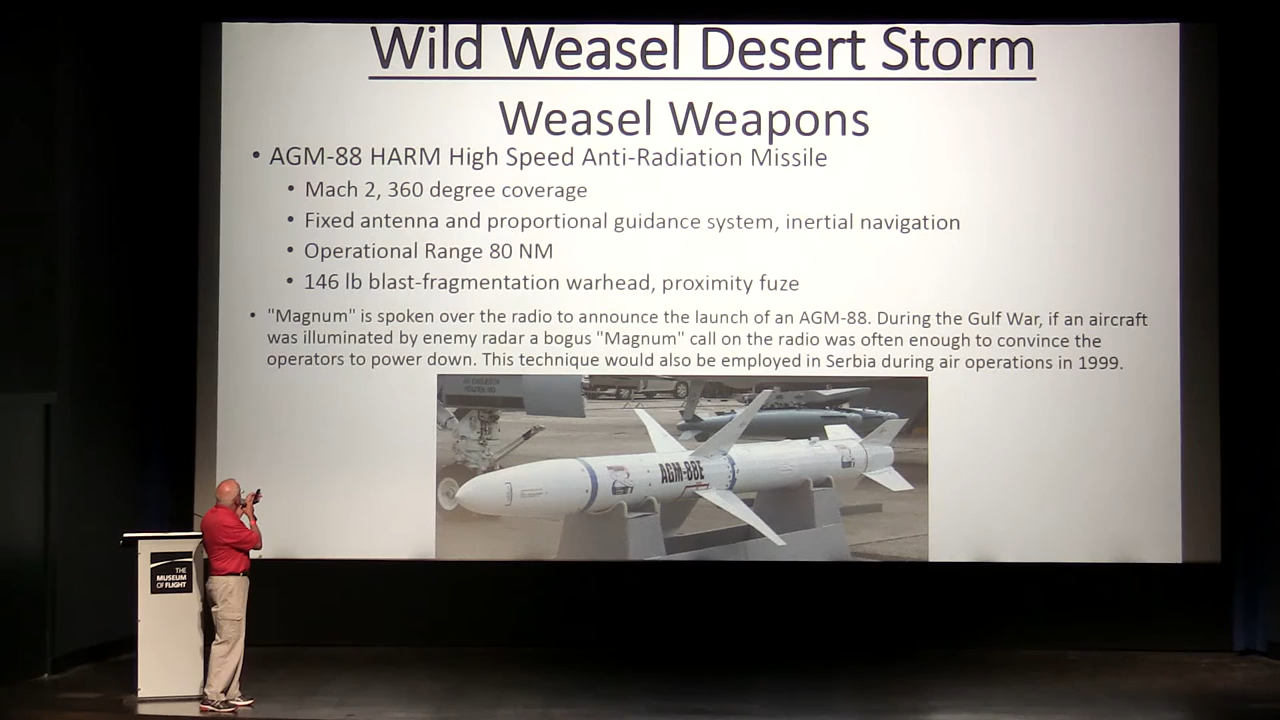 Wild Weasel Desert Storm
Weasel Weapons
• AGM-88 HARM High Speed Anti-Radiation Missile
• Mach 2, 360 degree coverage
• Fixed antenna and proportional guidance system, inertial navigation
• Operational Range 80 NM
• 146 lb blast-fragmentation warhead, proximity fuze
• "Magnum" is spoken over the radio to announce the launch of an AGM-88. During the Gulf War, if an aircraft
was illuminated by enemy radar a bogus "Magnum" call on the radio was often enough to convince the
operators to power down. This technique would also be employed in Serbia during air operations in 1999.
AGM-88E
THE
MUSEUM
OF FLIGHT